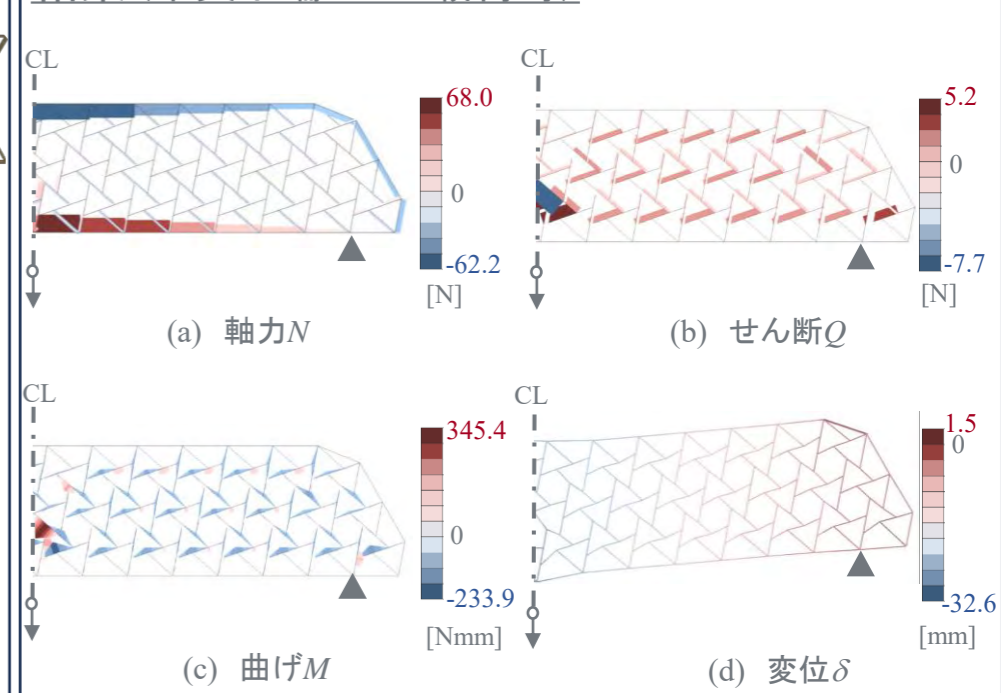 CL
CL
68.0
0
-62.2
[N]
5.2
0
-7.7
[N]
(a) 軸力N
(b) せん断Q
CL
CL
345.4
0
-233.9
[Nmm]
1.5
0
-32.6
[mm]
(c) 曲げM
(d) 変位δ